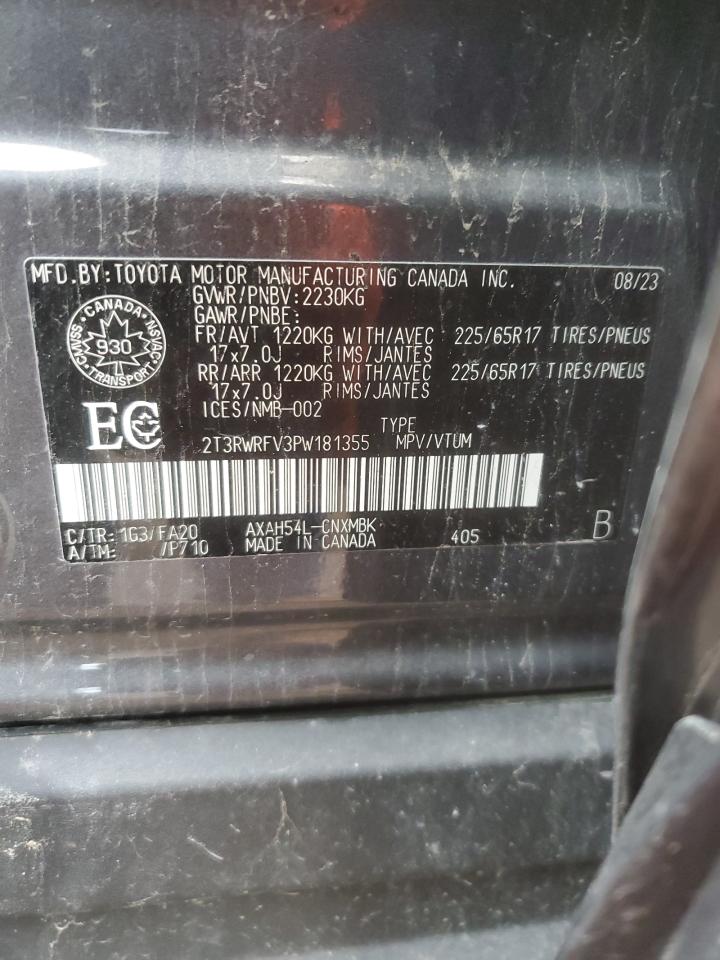 MFD.BY:TOYOTA MOTOR MANUFACTURING CANADA INC. 08/23
GVWR/PNBV:2230KG
GAWR/PNBE:
FR/AVT 1220KG WITH/AVEC 225/65R17 TIRES/PNEUS
17x7.0J RIMS/JANTES
RR/ARR 1220KG WITH/AVEC 225/65R17 TIRES/PNEUS
17x7.0J RIMS/JANTES
ICES/NMB-002
CANADA
CMVSS 930 NSVAC
TRANSPORT
EC
TYPE
2T3RWRFV3PW181355 MPV/VTUM
C/TR: 1G3/FA20 AXAH54L-CNXMBK
A/TM: /P710 MADE IN CANADA 405 B